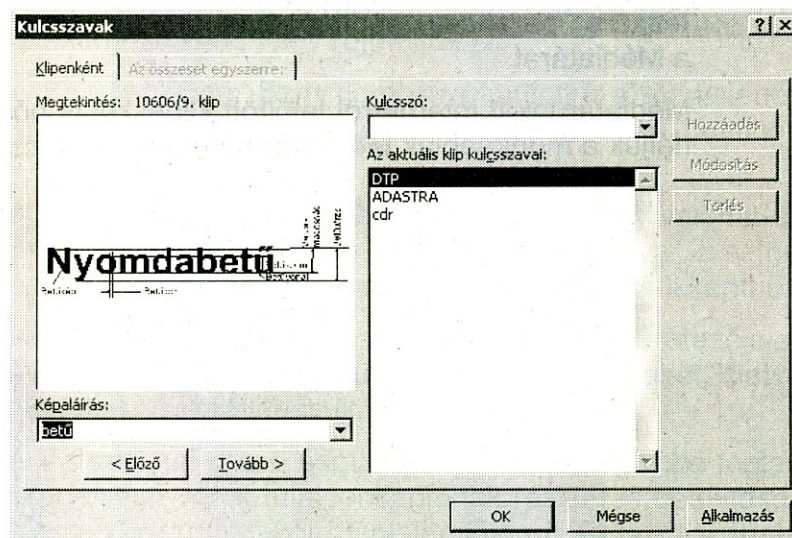 Kulcsszavak
Klipenként
Az összeset egyszerre:
Megtekintés: 10606/9. klip
Nyomdabetű
Képaláírás:
betű
< Előző
Tovább >
Kulcsszó:
Az aktuális klip kulcsszavai:
DTP
ADASTRA
cdr
Hozzáadás
Módosítás
Törlés
OK
Mégse
Alkalmazás